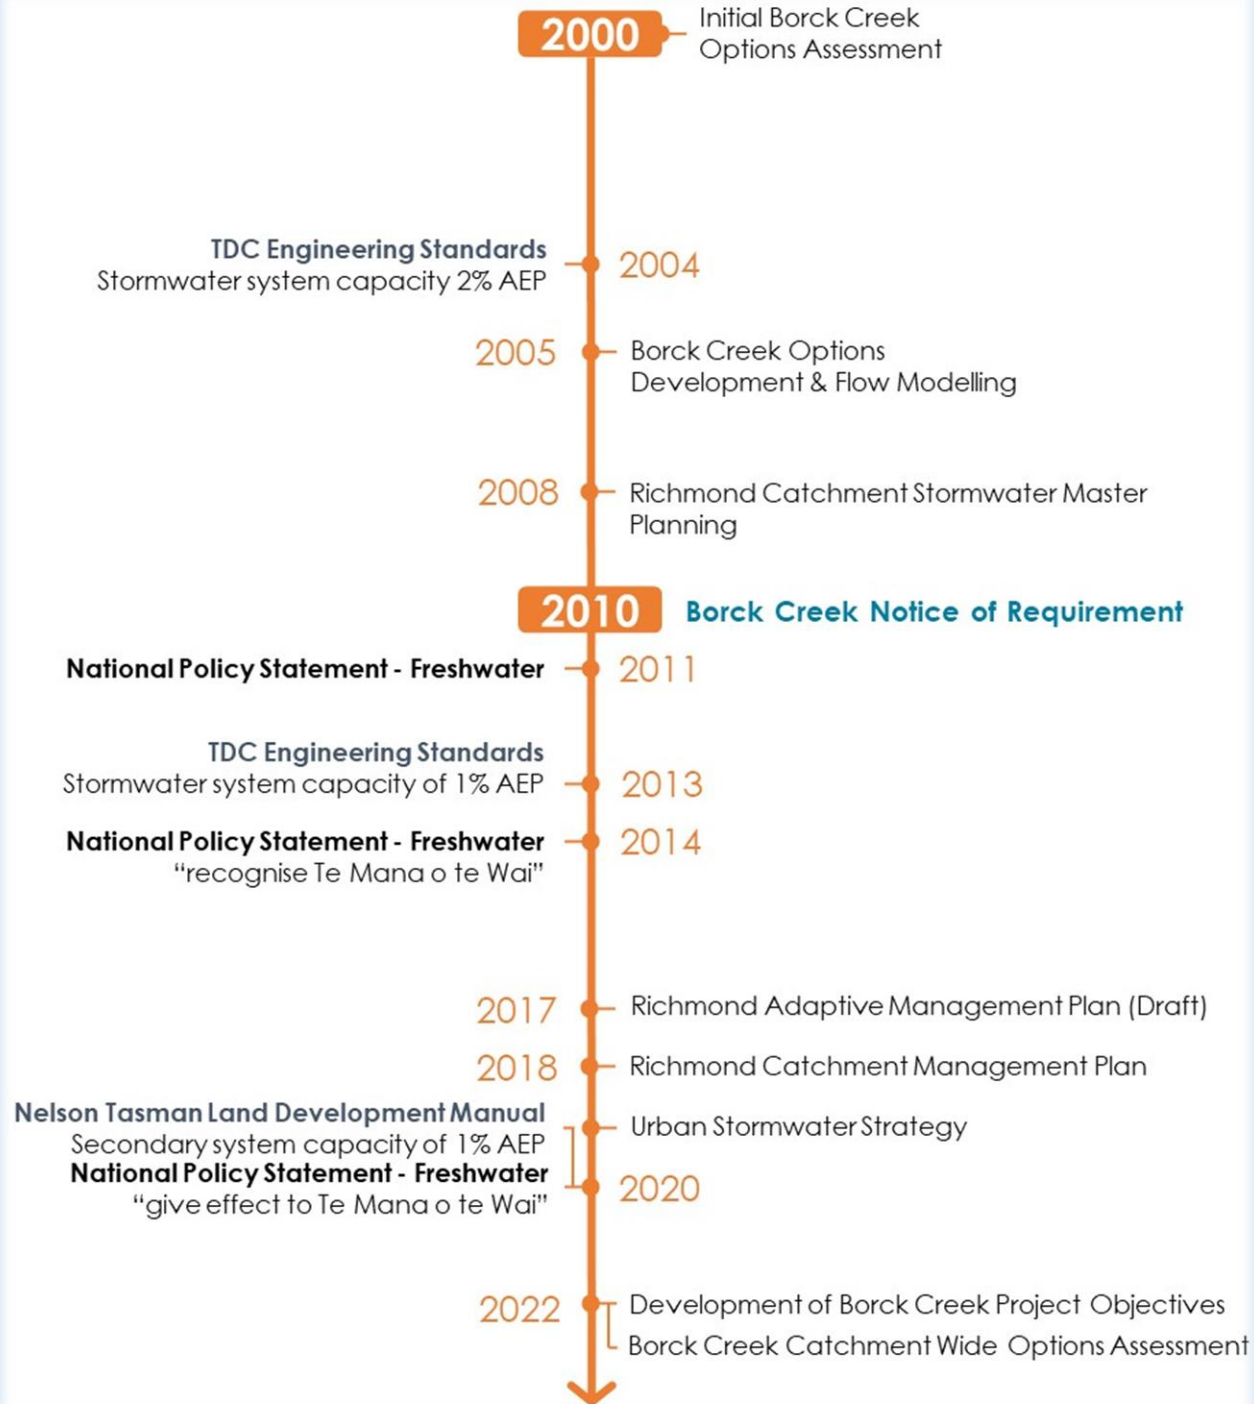 2000
Initial Borck Creek
Options Assessment
TDC Engineering Standards
Stormwater system capacity 2% AEP
2004
2005
Borck Creek Options
Development & Flow Modelling
2008
Richmond Catchment Stormwater Master
Planning
2010
Borck Creek Notice of Requirement
National Policy Statement - Freshwater
2011
TDC Engineering Standards
Stormwater system capacity of 1% AEP
2013
National Policy Statement - Freshwater
2014
“recognise Te Mana o te Wai”
2017
Richmond Adaptive Management Plan (Draft)
2018
Richmond Catchment Management Plan
Nelson Tasman Land Development Manual
Secondary system capacity of 1% AEP
Urban Stormwater Strategy
National Policy Statement - Freshwater
“give effect to Te Mana o te Wai”
2020
2022
Development of Borck Creek Project Objectives
Borck Creek Catchment Wide Options Assessment